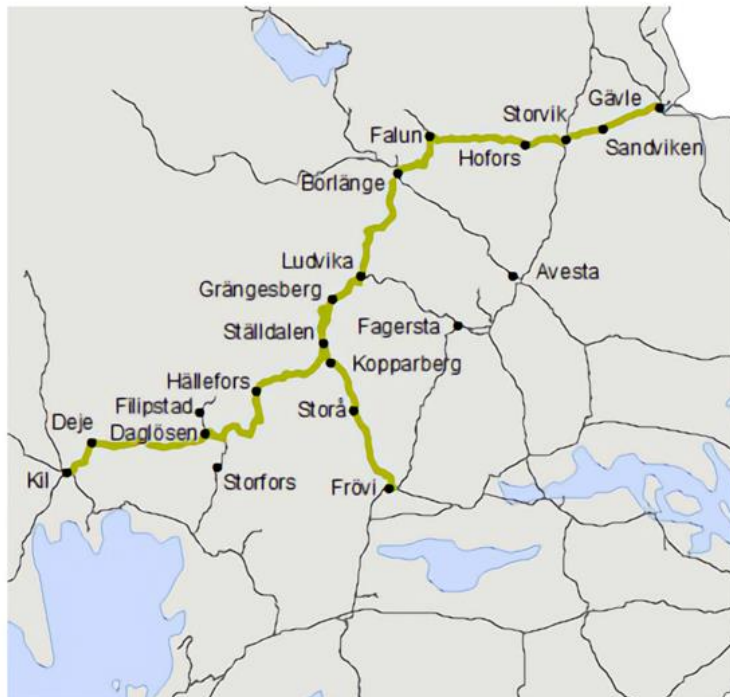 Gävle
Storvik
Falun
Hofors
Sandviken
Borlänge
Ludvika
Avesta
Grängesberg
Ställdalen
Fagersta
Kopparberg
Hällefors
Filipstad
Storå
Deje
Daglösen
Kil
Storfors
Frövi